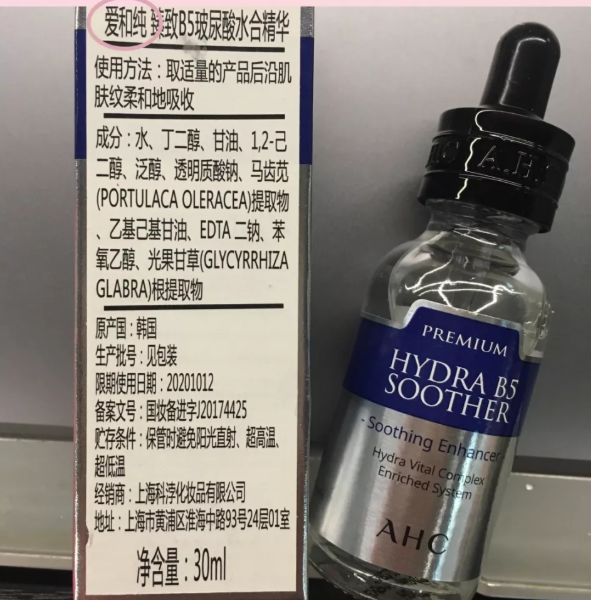 爱和纯 臻致B5玻尿酸水合精华
使用方法：取适量的产品后沿肌
肤纹柔和地吸收
成分：水、丁二醇、甘油、1,2-己
二醇、泛醇、透明质酸钠、马齿苋
(PORTULACA OLERACEA)提取物
、乙基己基甘油、EDTA 二钠、苯
氧乙醇、光果甘草(GLYCYRRHIZA
GLABRA)根提取物
原产国：韩国
生产批号：见包装
限期使用日期：20201012
备案文号：国妆备进字J20174425
贮存条件：保管时避免阳光直射、超高温、
超低温
经销商：上海科淳化妆品有限公司
地址：上海市黄浦区淮海中路93号24层01室
净含量：30ml
A.H.C
PREMIUM
HYDRA B5
SOOTHER
- Soothing Enhancer -
Hydra Vital Complex
Enriched System
AHC